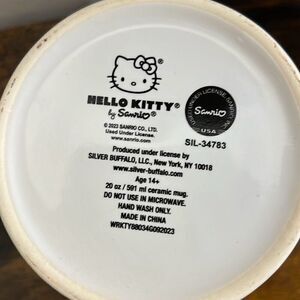 HELLO KITTY®
by Sanrio®
© 2023 SANRIO CO., LTD.
Used Under License.
www.sanrio.com
Sanrio
USA
SIL-34783
Produced under license by
SILVER BUFFALO, LLC., New York, NY 10018
www.silver-buffalo.com
Age 14+
20 oz / 591 ml ceramic mug.
DO NOT USE IN MICROWAVE.
HAND WASH ONLY.
MADE IN CHINA
WRKTY88034G092023